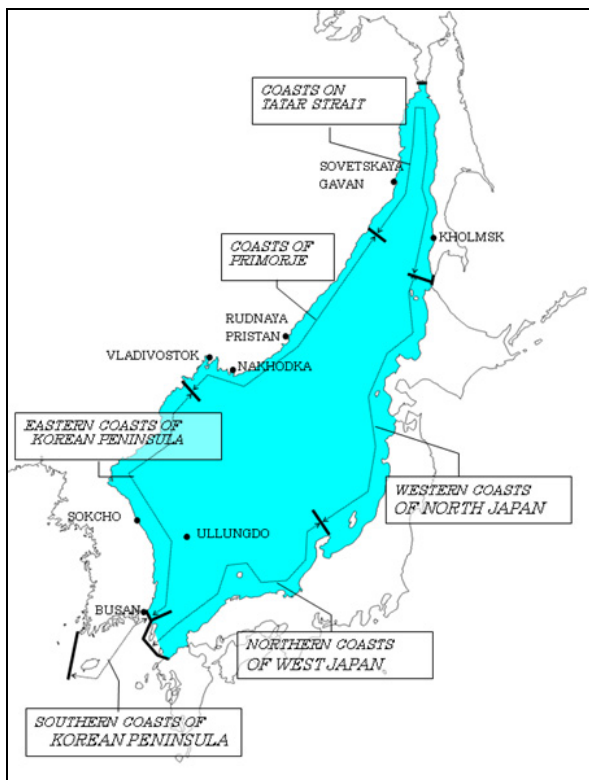 COASTS ON
TATAR STRAIT
SOVETSKAYA
GAVAN
KHOLMSK
COASTS OF
PRIMORJE
RUDNAYA
PRISTAN
VLADIVOSTOK
NAKHODKA
EASTERN COASTS OF
KOREAN PENINSULA
WESTERN COASTS
OF NORTH JAPAN
SOKCHO
ULLUNGDO
BUSAN
NORTHERN COASTS
OF WEST JAPAN
SOUTHERN COASTS OF
KOREAN PENINSULA